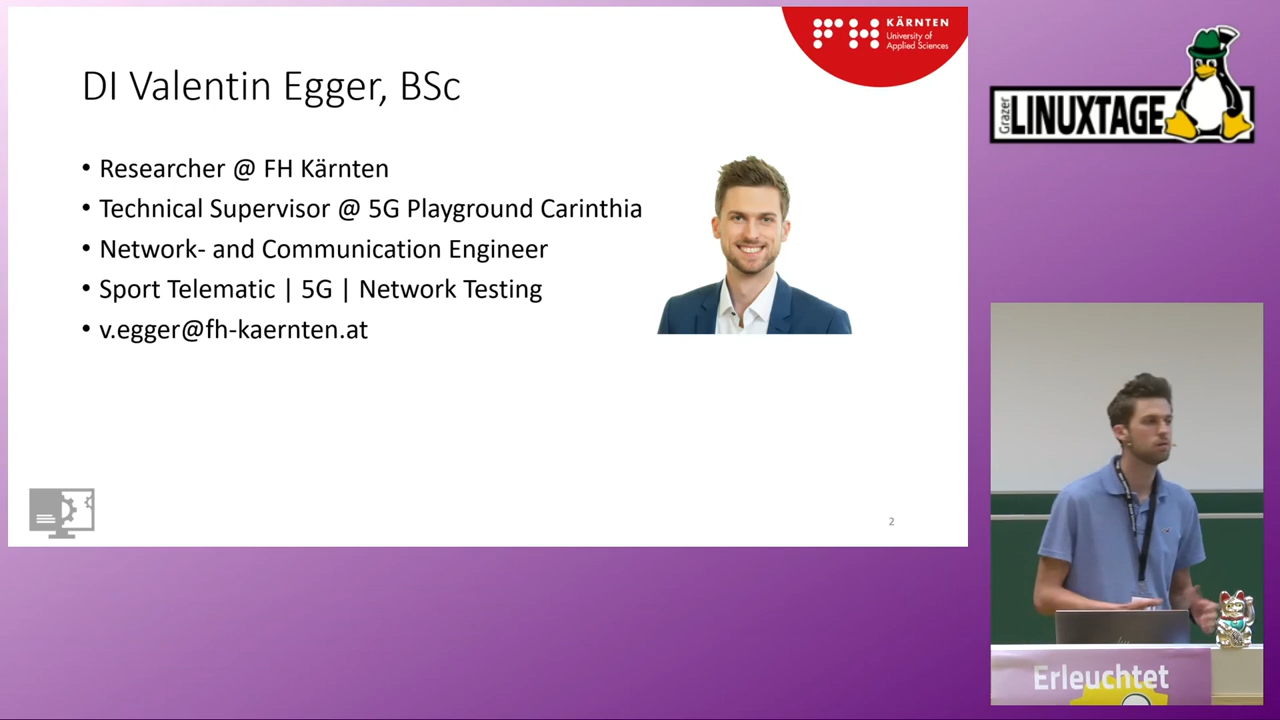 KÄRNTEN
University of
Applied Sciences
DI Valentin Egger, BSc
• Researcher @ FH Kärnten
• Technical Supervisor @ 5G Playground Carinthia
• Network- and Communication Engineer
• Sport Telematic | 5G | Network Testing
• v.egger@fh-kaernten.at
2
Grazer
LINUXTAGE
Erleuchtet